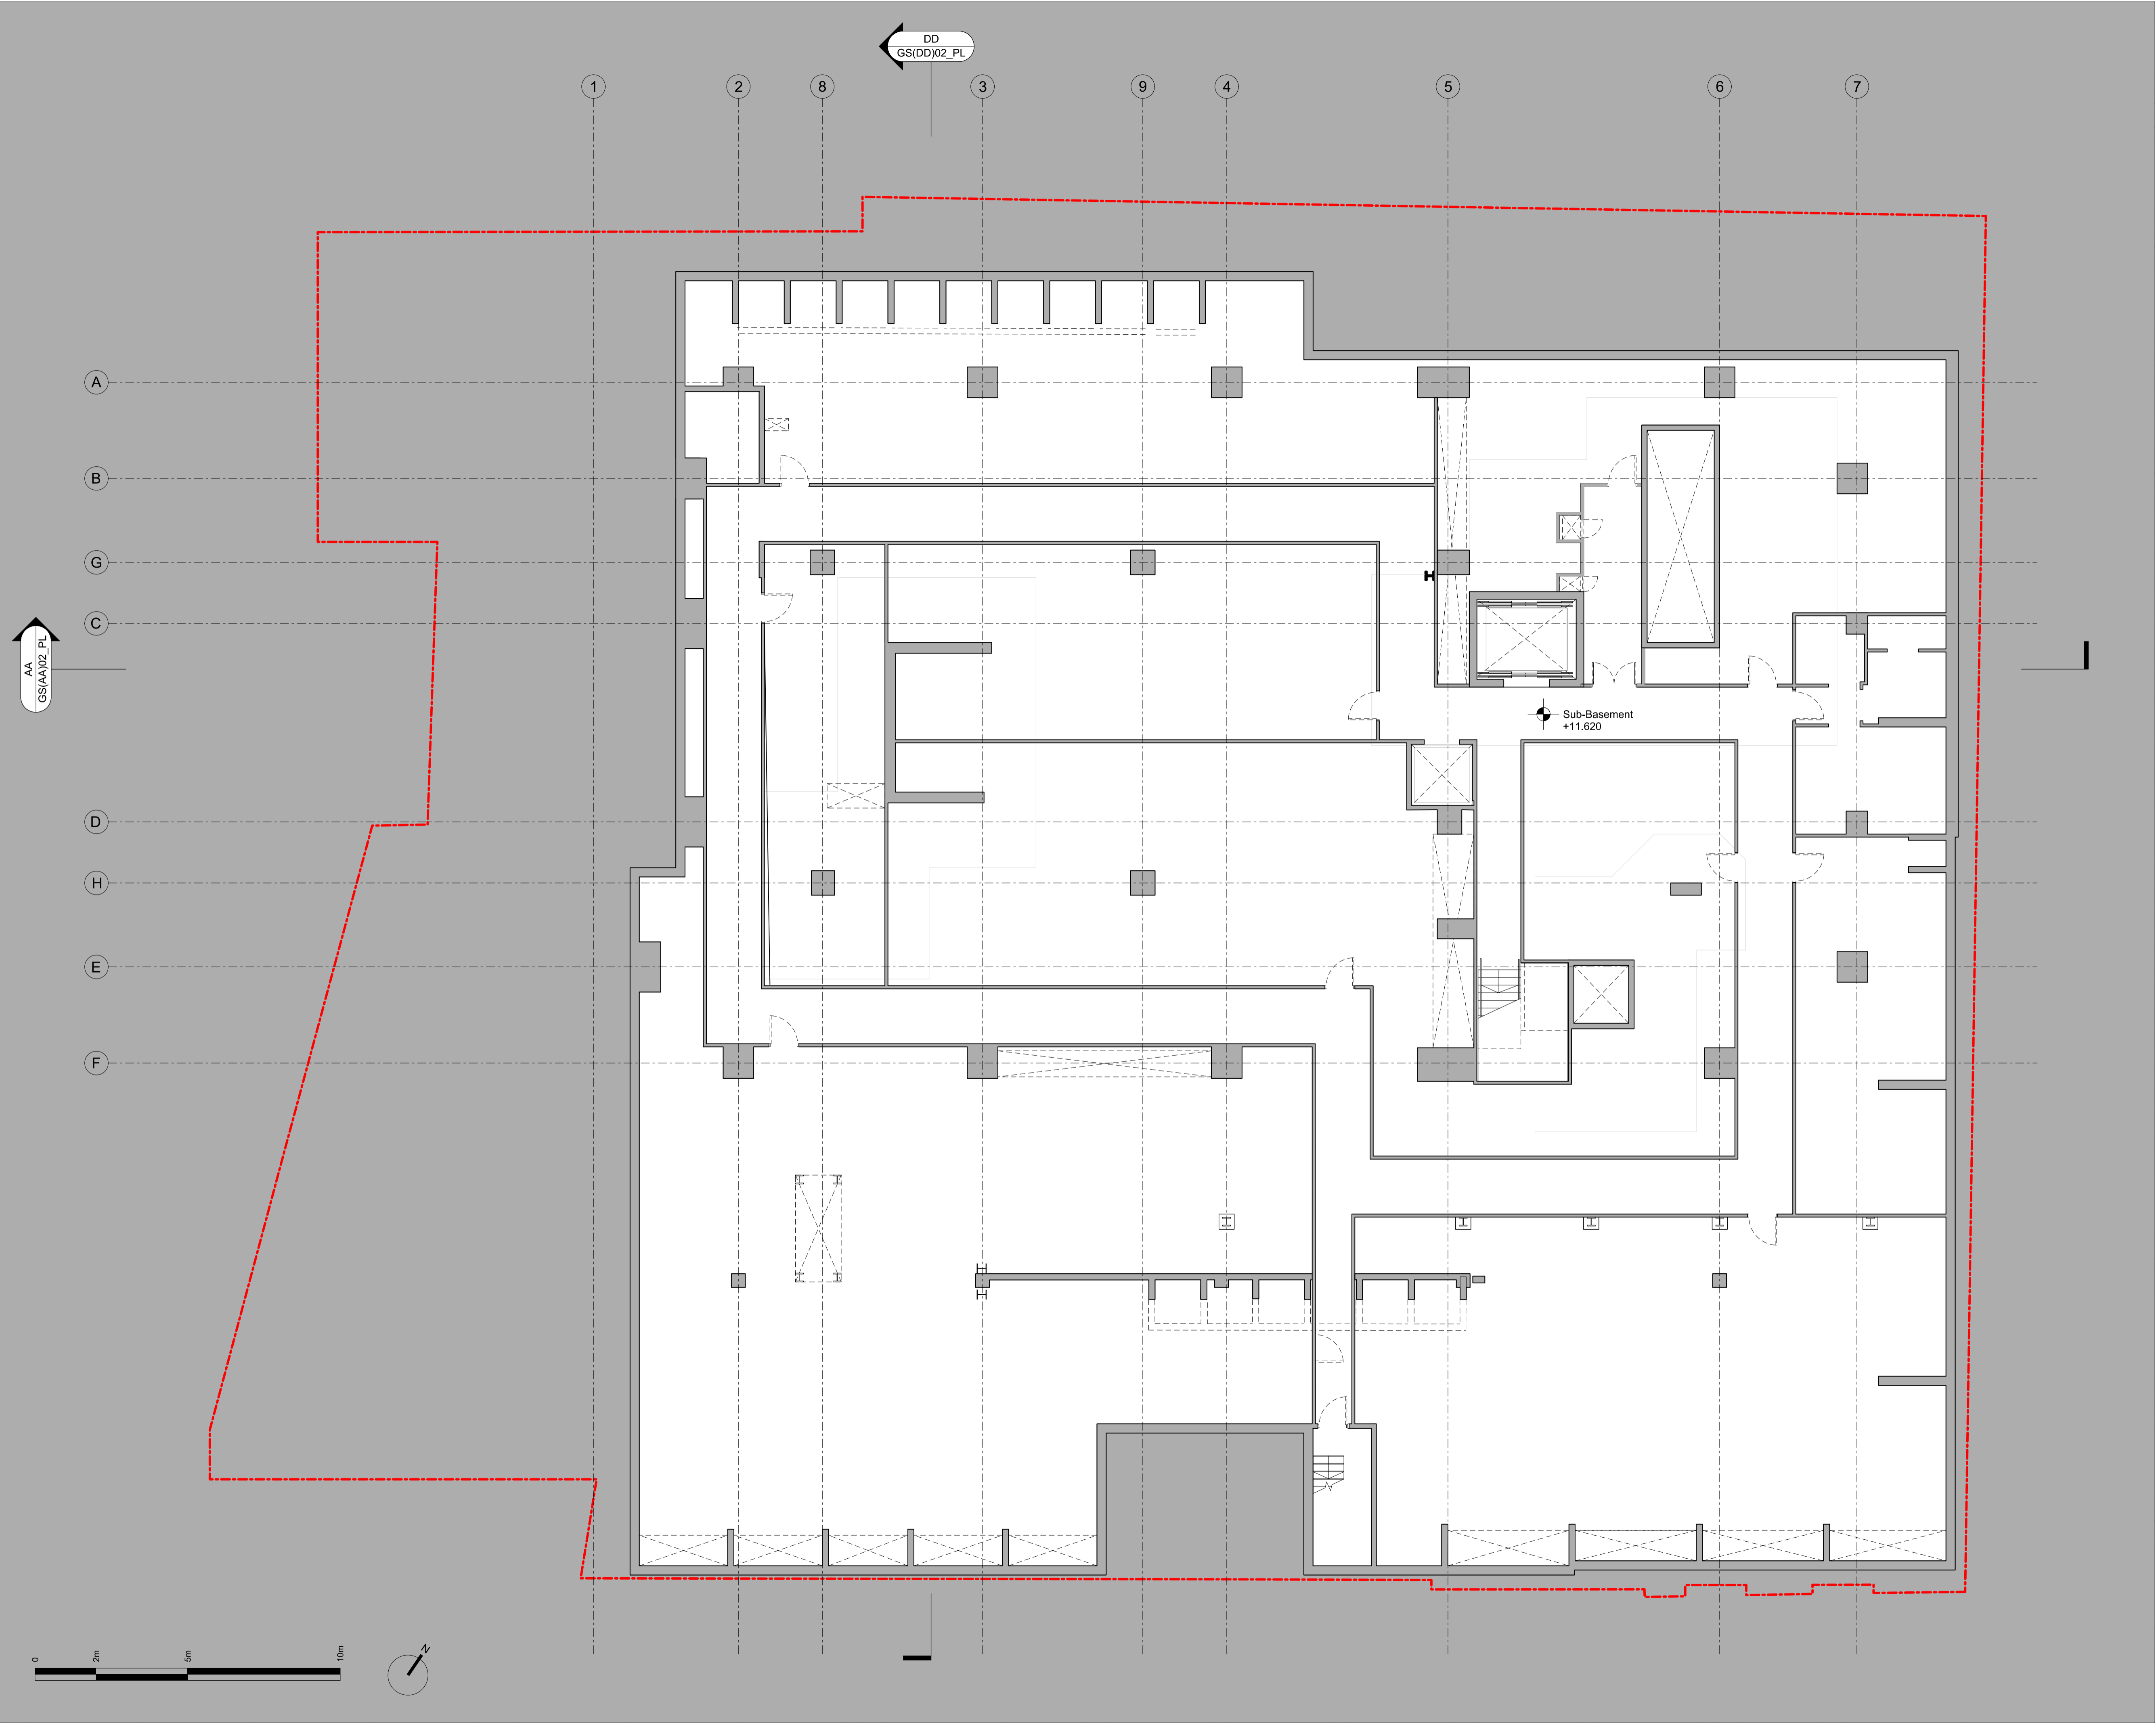 DD
GS(DD)02_PL
1
2
8
3
9
4
5
6
7
A
B
G
C
AA
GS(AA)02_PL
Sub-Basement
+11.620
D
H
E
F
0
2m
5m
10m
N